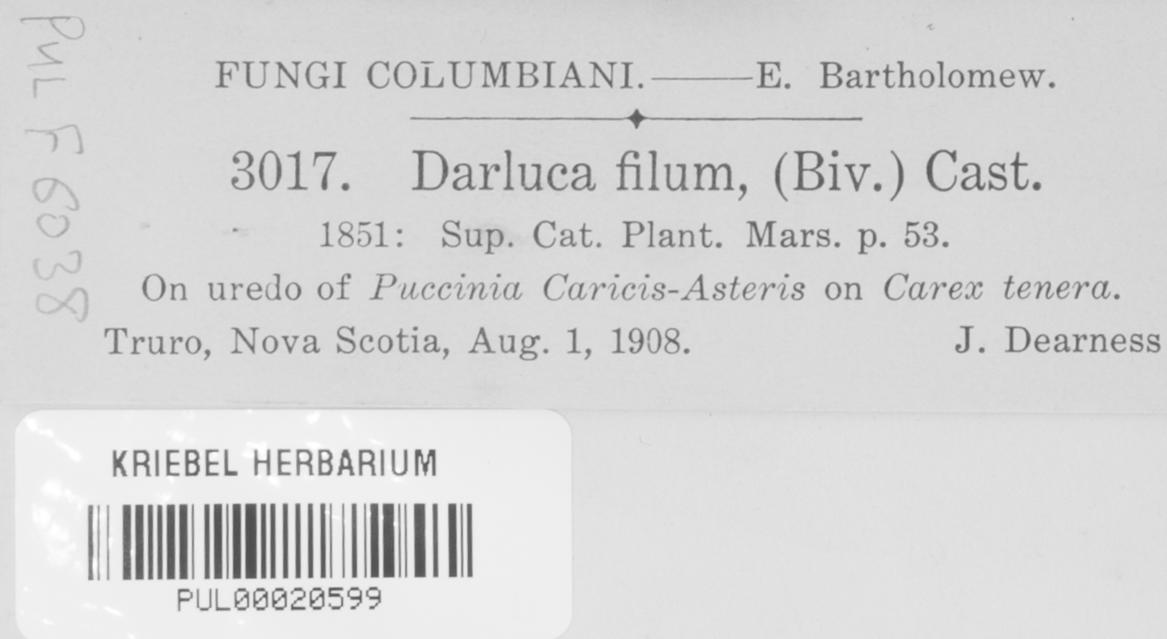 PUL F 6038
FUNGI COLUMBIANI.——E. Bartholomew.
3017. Darluca filum, (Biv.) Cast.
1851: Sup. Cat. Plant. Mars. p. 53.
On uredo of Puccinia Caricis-Asteris on Carex tenera.
Truro, Nova Scotia, Aug. 1, 1908. J. Dearness
KRIEBEL HERBARIUM
PUL00020599